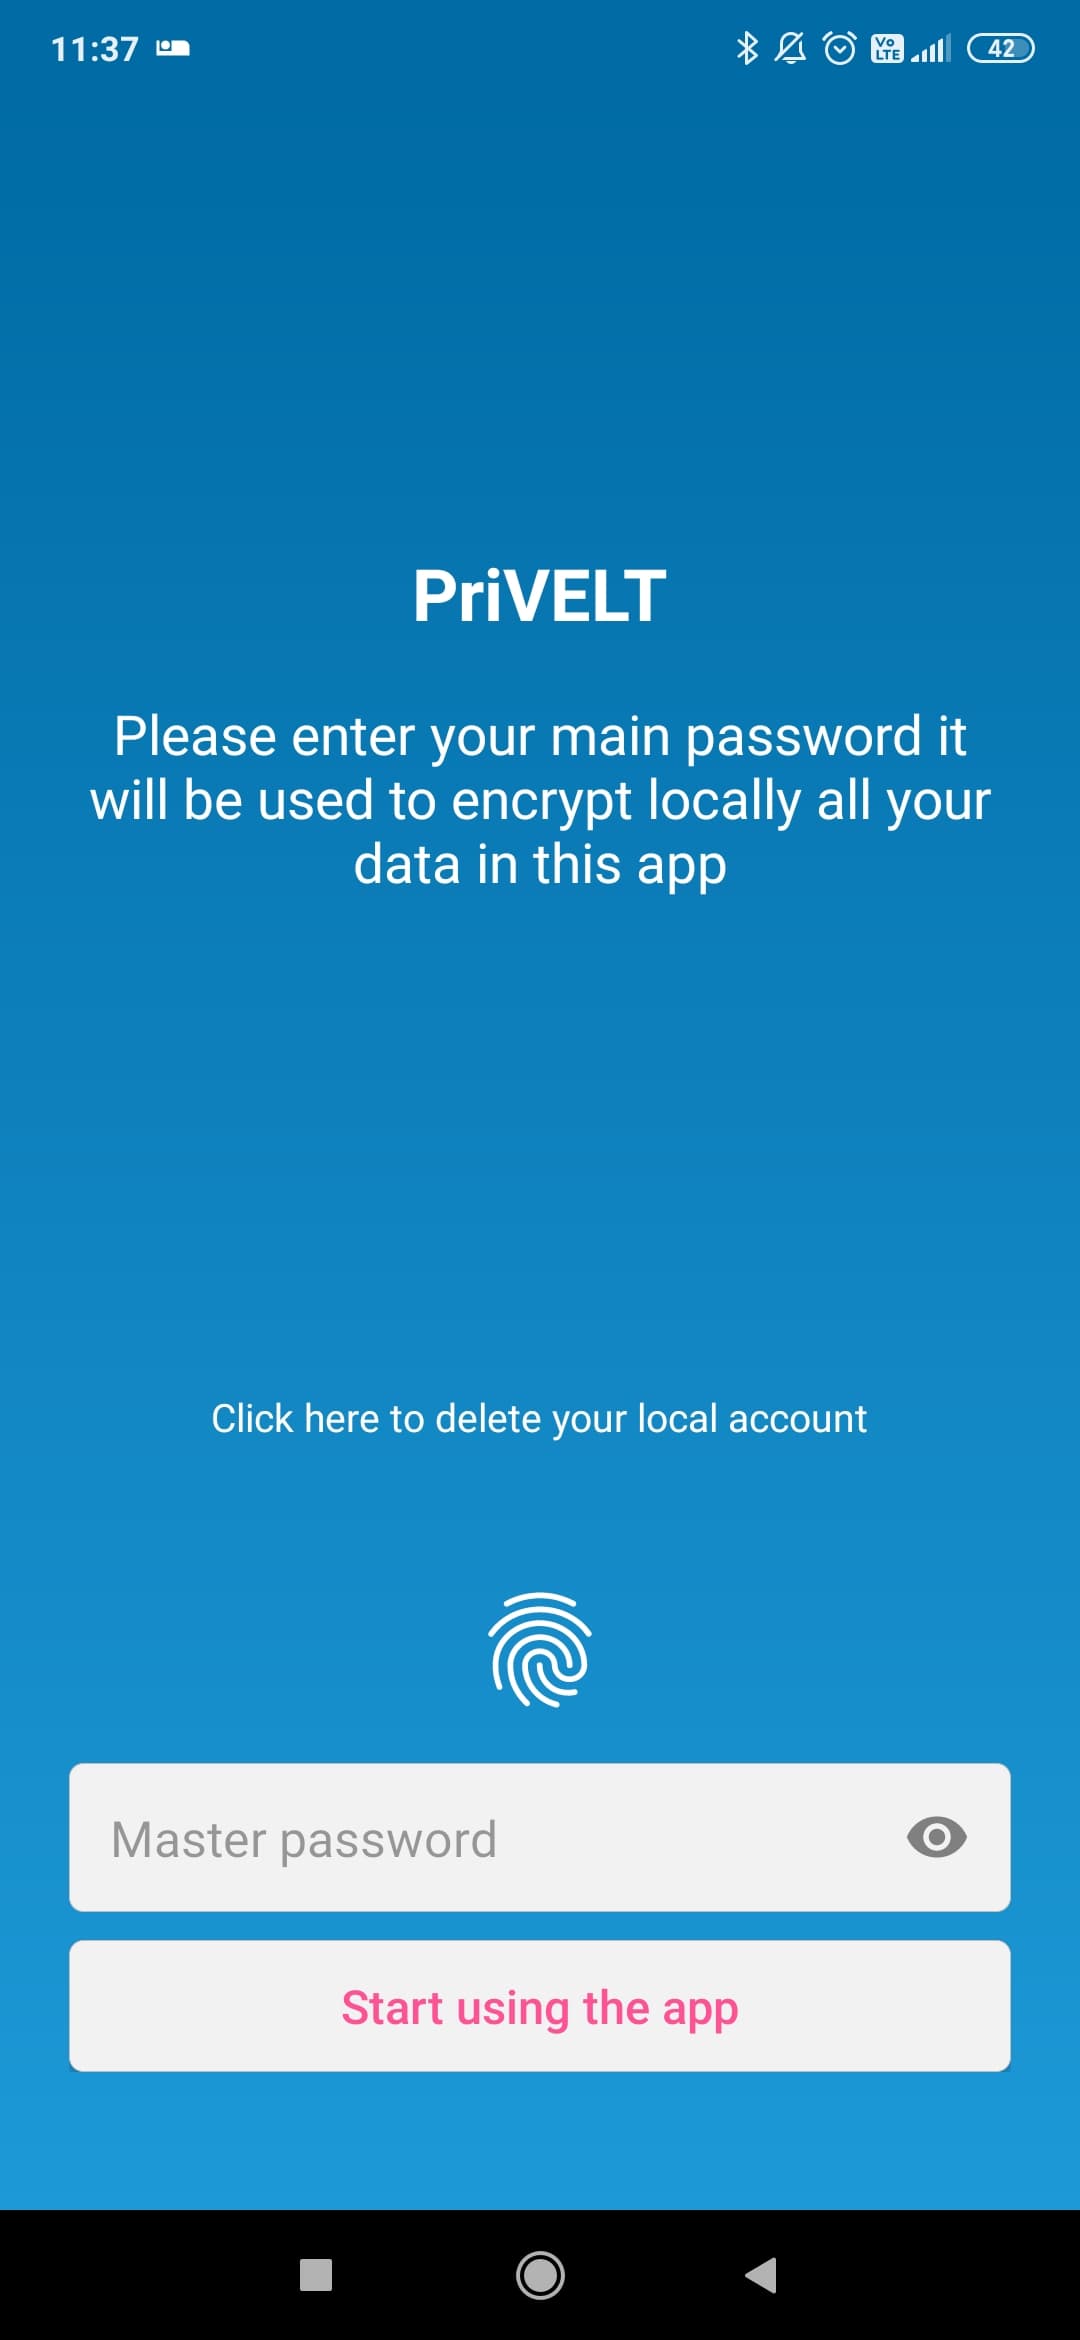 11:37
Vo
LTE
42
PriVELT
Please enter your main password it
will be used to encrypt locally all your
data in this app
Click here to delete your local account
Master password
Start using the app